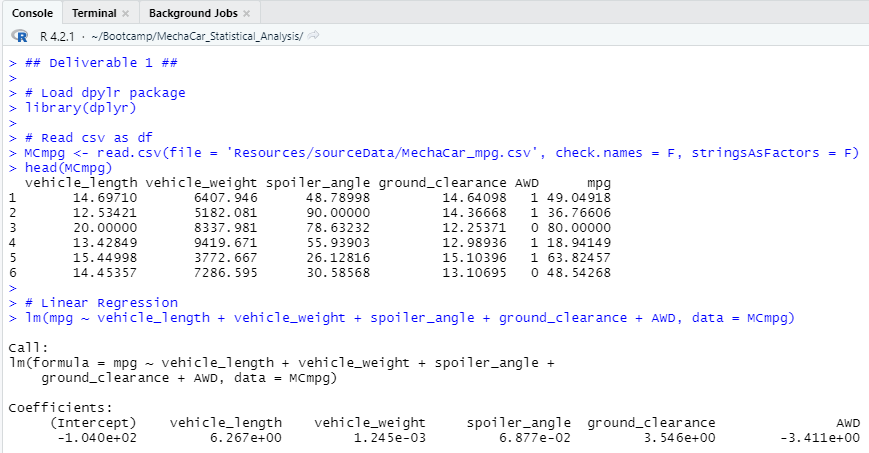 Console Terminal Background Jobs
R 4.2.1 · ~/Bootcamp/MechaCar_Statistical_Analysis/
> ## Deliverable 1 ##
>
> # Load dpylr package
> library(dplyr)
>
> # Read csv as df
> MCmpg <- read.csv(file = 'Resources/sourceData/MechaCar_mpg.csv', check.names = F, stringsAsFactors = F)
> head(MCmpg)
  vehicle_length vehicle_weight spoiler_angle ground_clearance AWD      mpg
1       14.69710       6407.946      48.78998         14.64098   1 49.04918
2       12.53421       5182.081      90.00000         14.36668   1 36.76606
3       20.00000       8337.981      78.63232         12.25371   0 80.00000
4       13.42849       9419.671      55.93903         12.98936   1 18.94149
5       15.44998       3772.667      26.12816         15.10396   1 63.82457
6       14.45357       7286.595      30.58568         13.10695   0 48.54268
>
> # Linear Regression
> lm(mpg ~ vehicle_length + vehicle_weight + spoiler_angle + ground_clearance + AWD, data = MCmpg)
Call:
lm(formula = mpg ~ vehicle_length + vehicle_weight + spoiler_angle +
    ground_clearance + AWD, data = MCmpg)
Coefficients:
     (Intercept)    vehicle_length    vehicle_weight     spoiler_angle  ground_clearance               AWD
      -1.040e+02         6.267e+00         1.245e-03         6.877e-02         3.546e+00        -3.411e+00